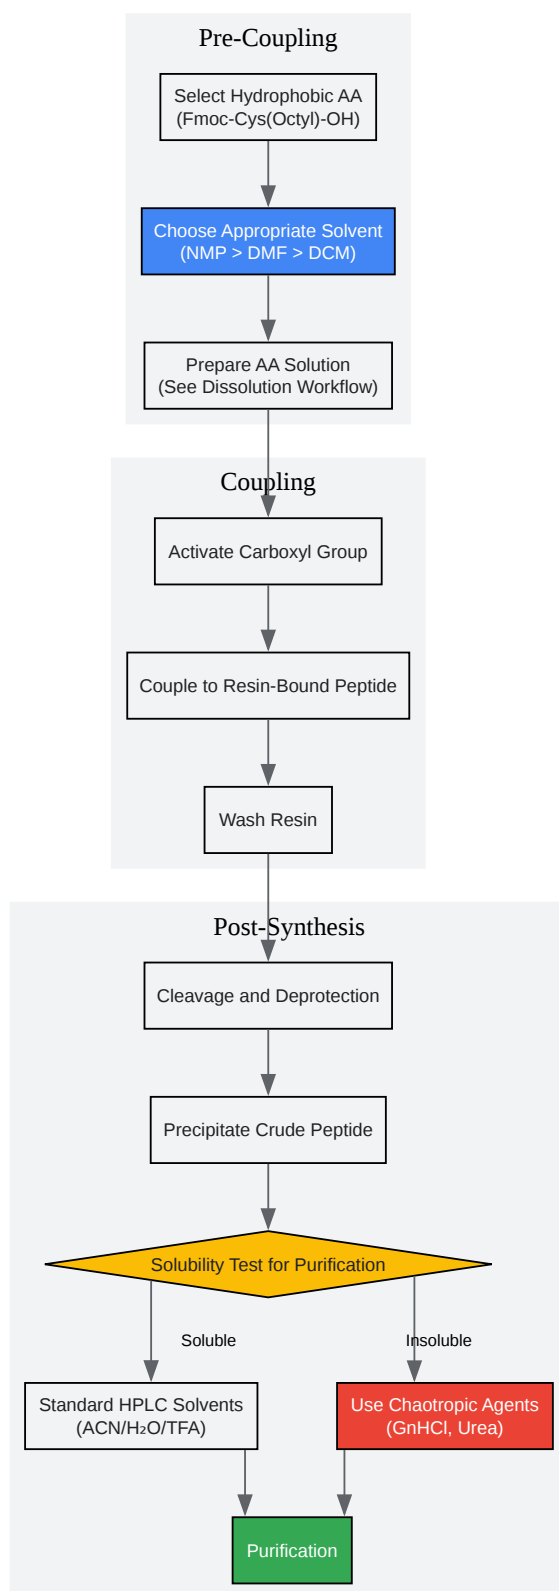 Pre-Coupling
Select Hydrophobic AA
(Fmoc-Cys(Octyl)-OH)
Choose Appropriate Solvent
(NMP > DMF > DCM)
Prepare AA Solution
(See Dissolution Workflow)
Coupling
Activate Carboxyl Group
Couple to Resin-Bound Peptide
Wash Resin
Post-Synthesis
Cleavage and Deprotection
Precipitate Crude Peptide
Solubility Test for Purification
Soluble
Insoluble
Standard HPLC Solvents
(ACN/H₂O/TFA)
Use Chaotropic Agents
(GnHCl, Urea)
Purification